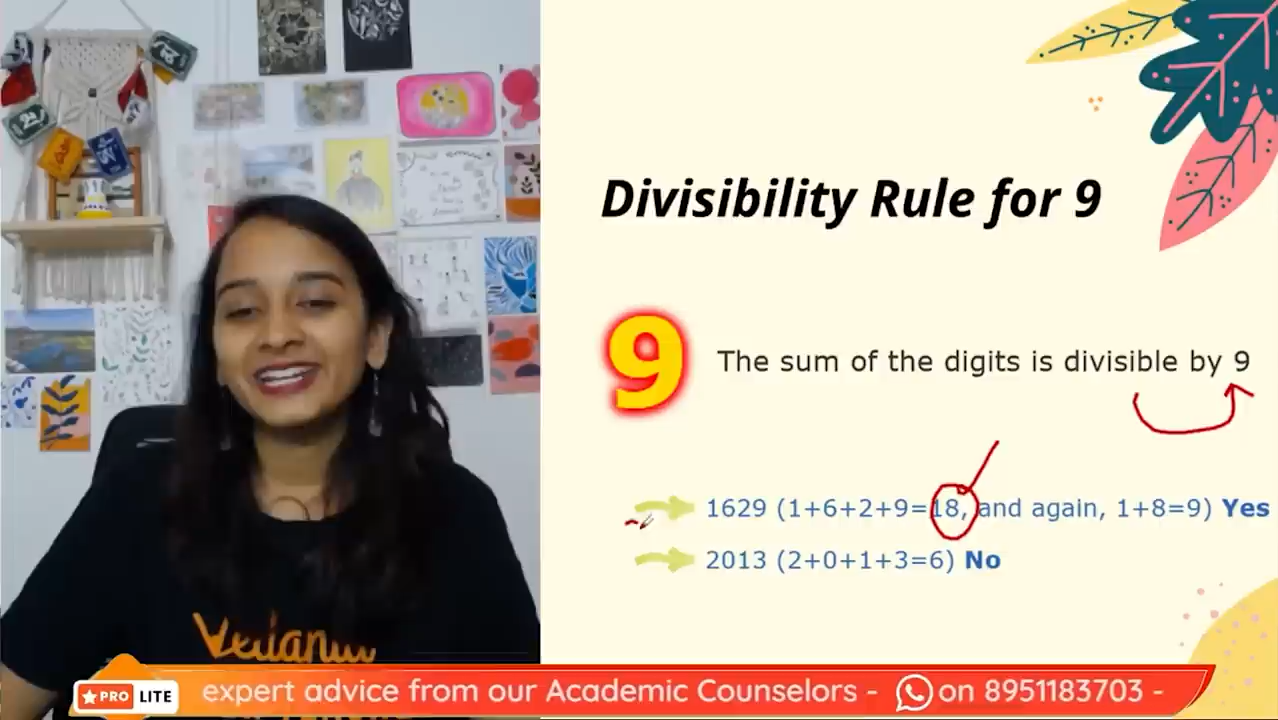 Divisibility Rule for 9
9 The sum of the digits is divisible by 9
1629 (1+6+2+9=18, and again, 1+8=9) Yes
2013 (2+0+1+3=6) No
Vedantu
PRO LITE expert advice from our Academic Counselors - on 8951183703 -